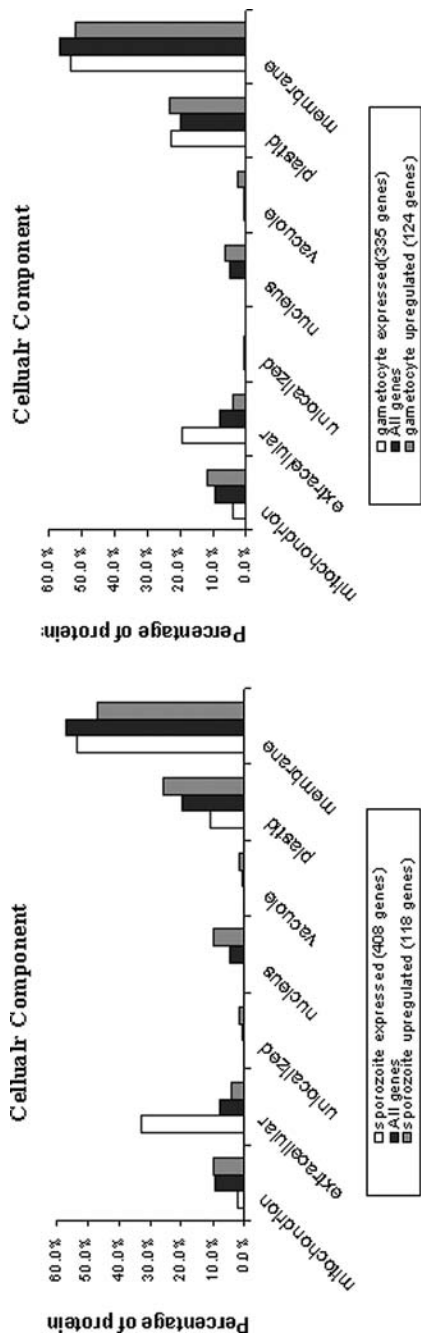 Cellualr Component
Percentage of protein
60.0%
50.0%
40.0%
30.0%
20.0%
10.0%
0.0%
mitochondrion
extracellular
unlocalized
nucleus
vacuole
plastid
membrane
sporozoite expressed (408 genes)
All genes
sporozoite upregulated (118 genes)
Cellualr Component
Percentage of protein:
60.0%
50.0%
40.0%
30.0%
20.0%
10.0%
0.0%
mitochondrion
extracellular
unlocalized
nucleus
vacuole
plastid
membrane
gametocyte expressed(335 genes)
All genes
gametocyte upregulated (124 genes)